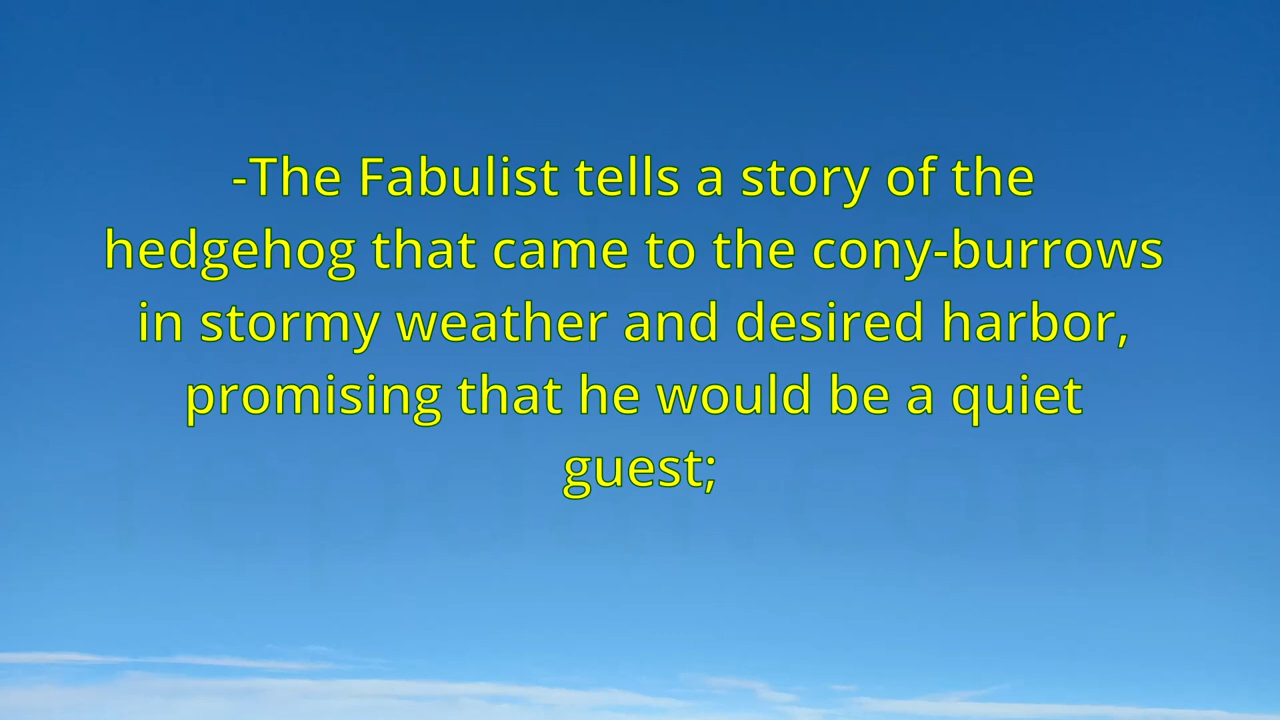 -The Fabulist tells a story of the
hedgehog that came to the cony-burrows
in stormy weather and desired harbor,
promising that he would be a quiet
guest;